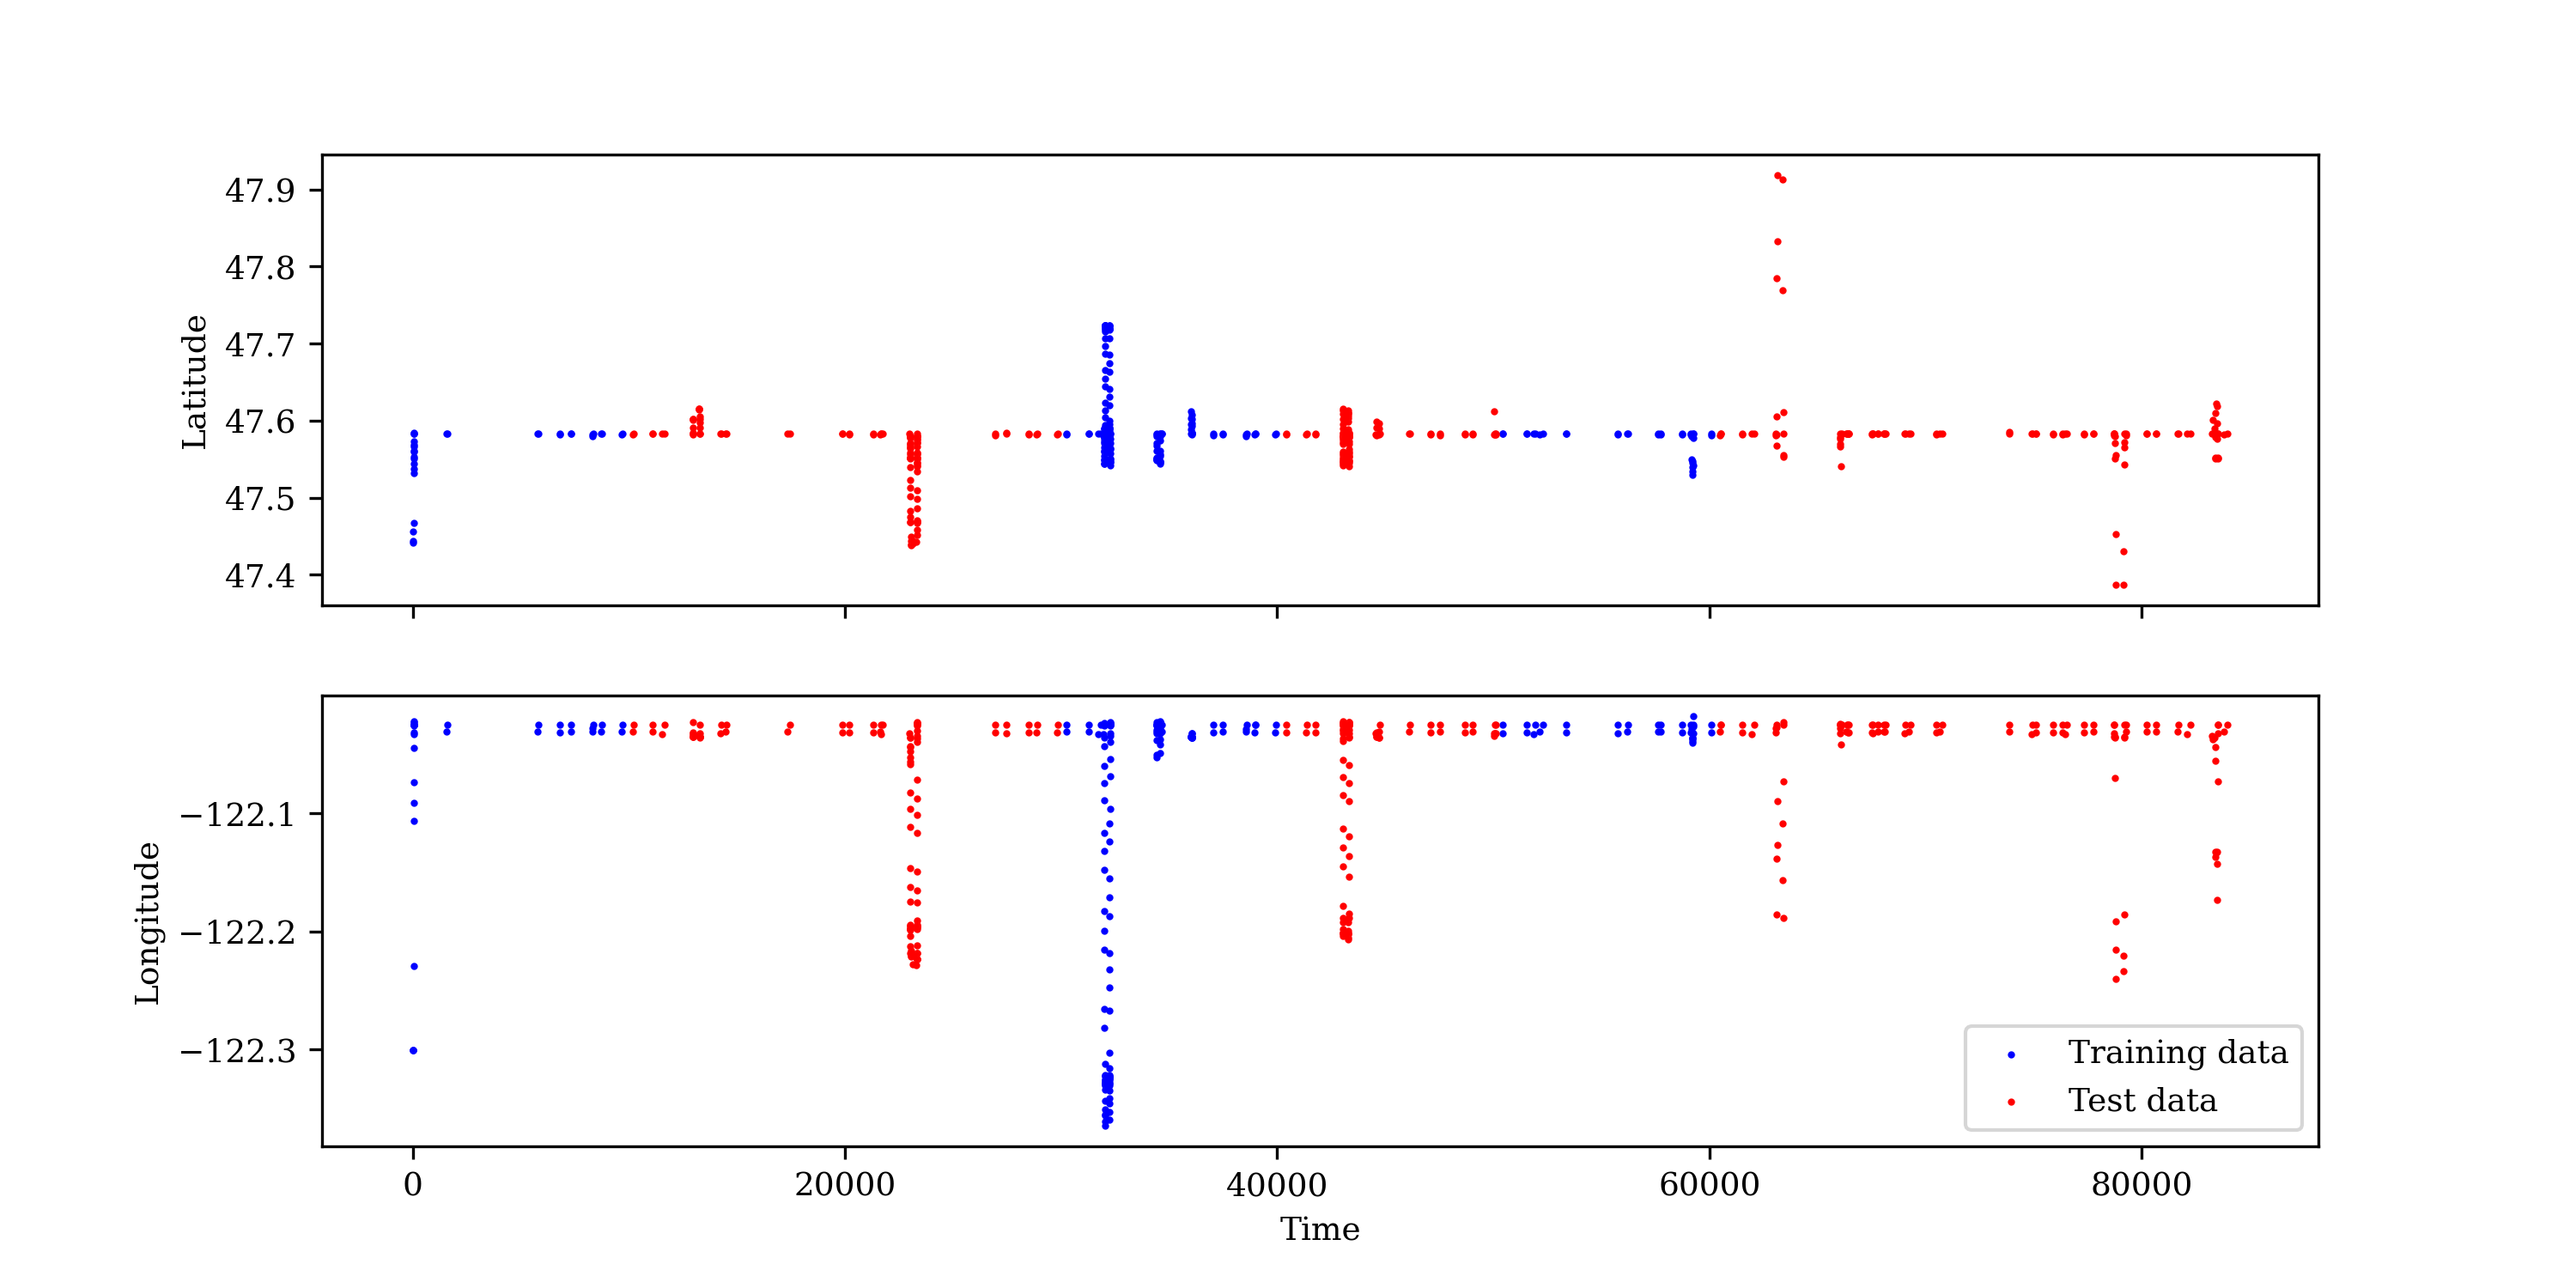 47.9
47.8
47.7
47.6
47.5
47.4
Latitude
−122.1
−122.2
−122.3
Longitude
Training data
Test data
0 20000 40000 60000 80000
Time